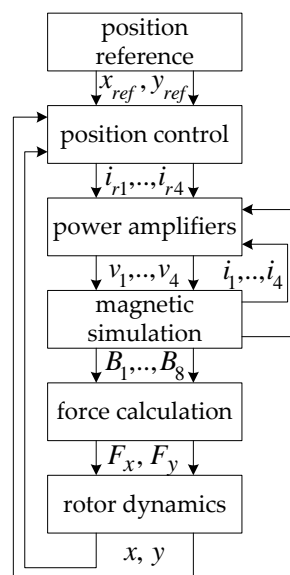 position
reference
x_ref, y_ref
position control
i_r1,..,i_r4
power amplifiers
v_1,..,v_4
i_1,..,i_4
magnetic
simulation
B_1,..,B_8
force calculation
F_x, F_y
rotor dynamics
x, y